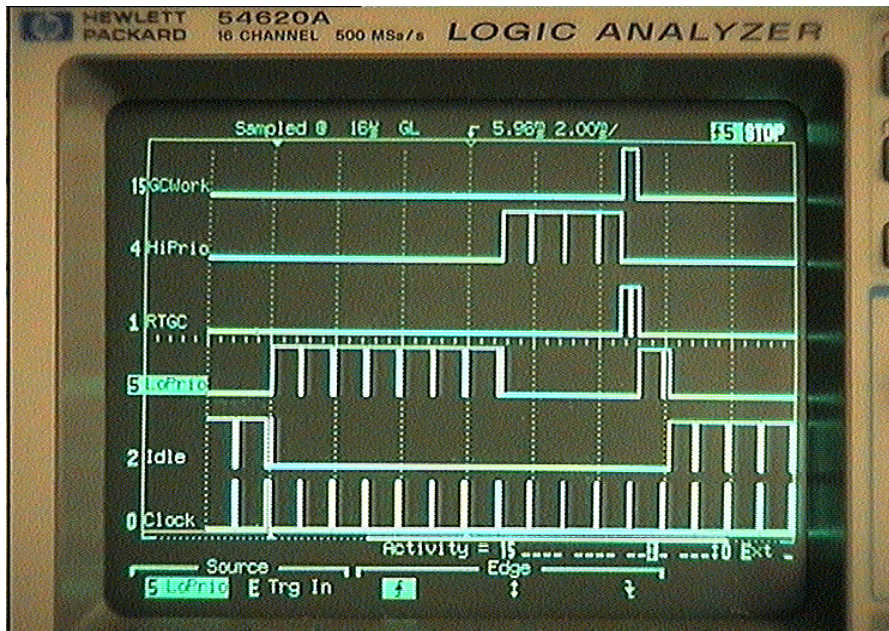 hp HEWLETT PACKARD 54620A LOGIC ANALYZER
16 CHANNEL 500 MSa/s
Sampled @ GL 2.00 STOP
15 GCWork
4 HiPrio
1 RTGC
5 LoPrio
2 Idle
0 Clock
Activity = Ext
Source Edge
5 LoPrio E Trg In